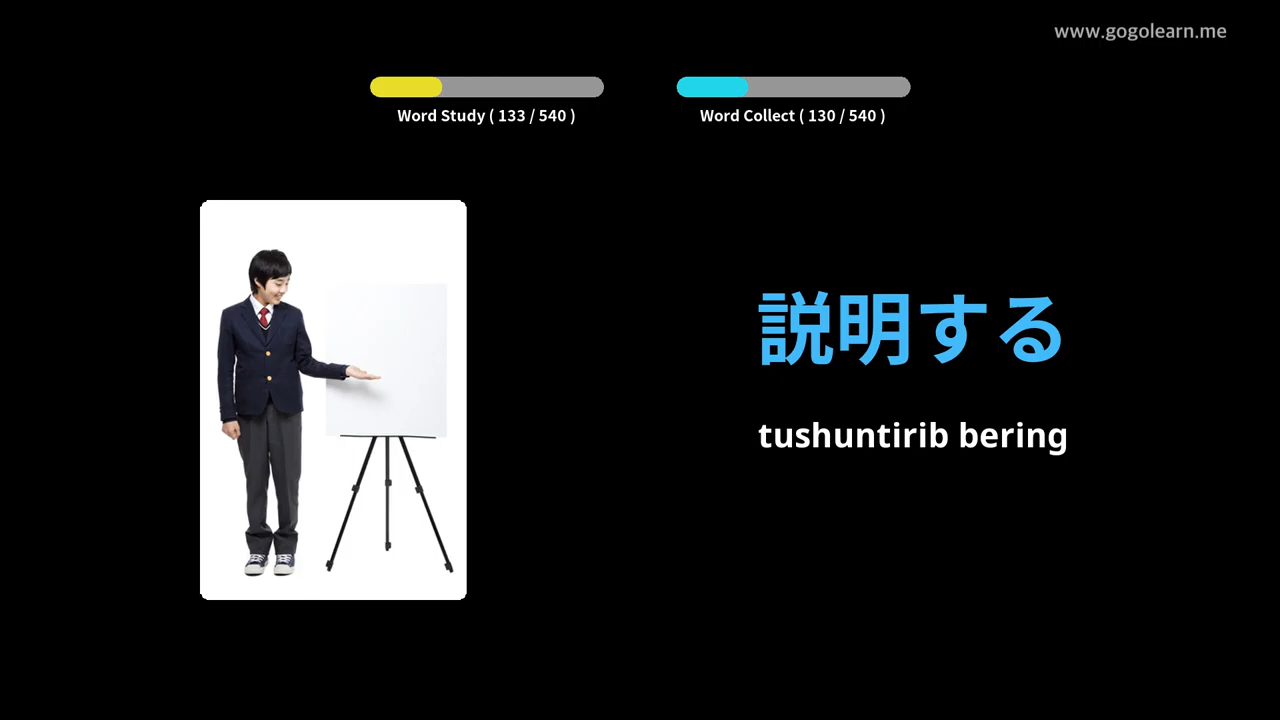 www.gogolearn.me
Word Study ( 133 / 540 )
Word Collect ( 130 / 540 )
説明する
tushuntirib bering